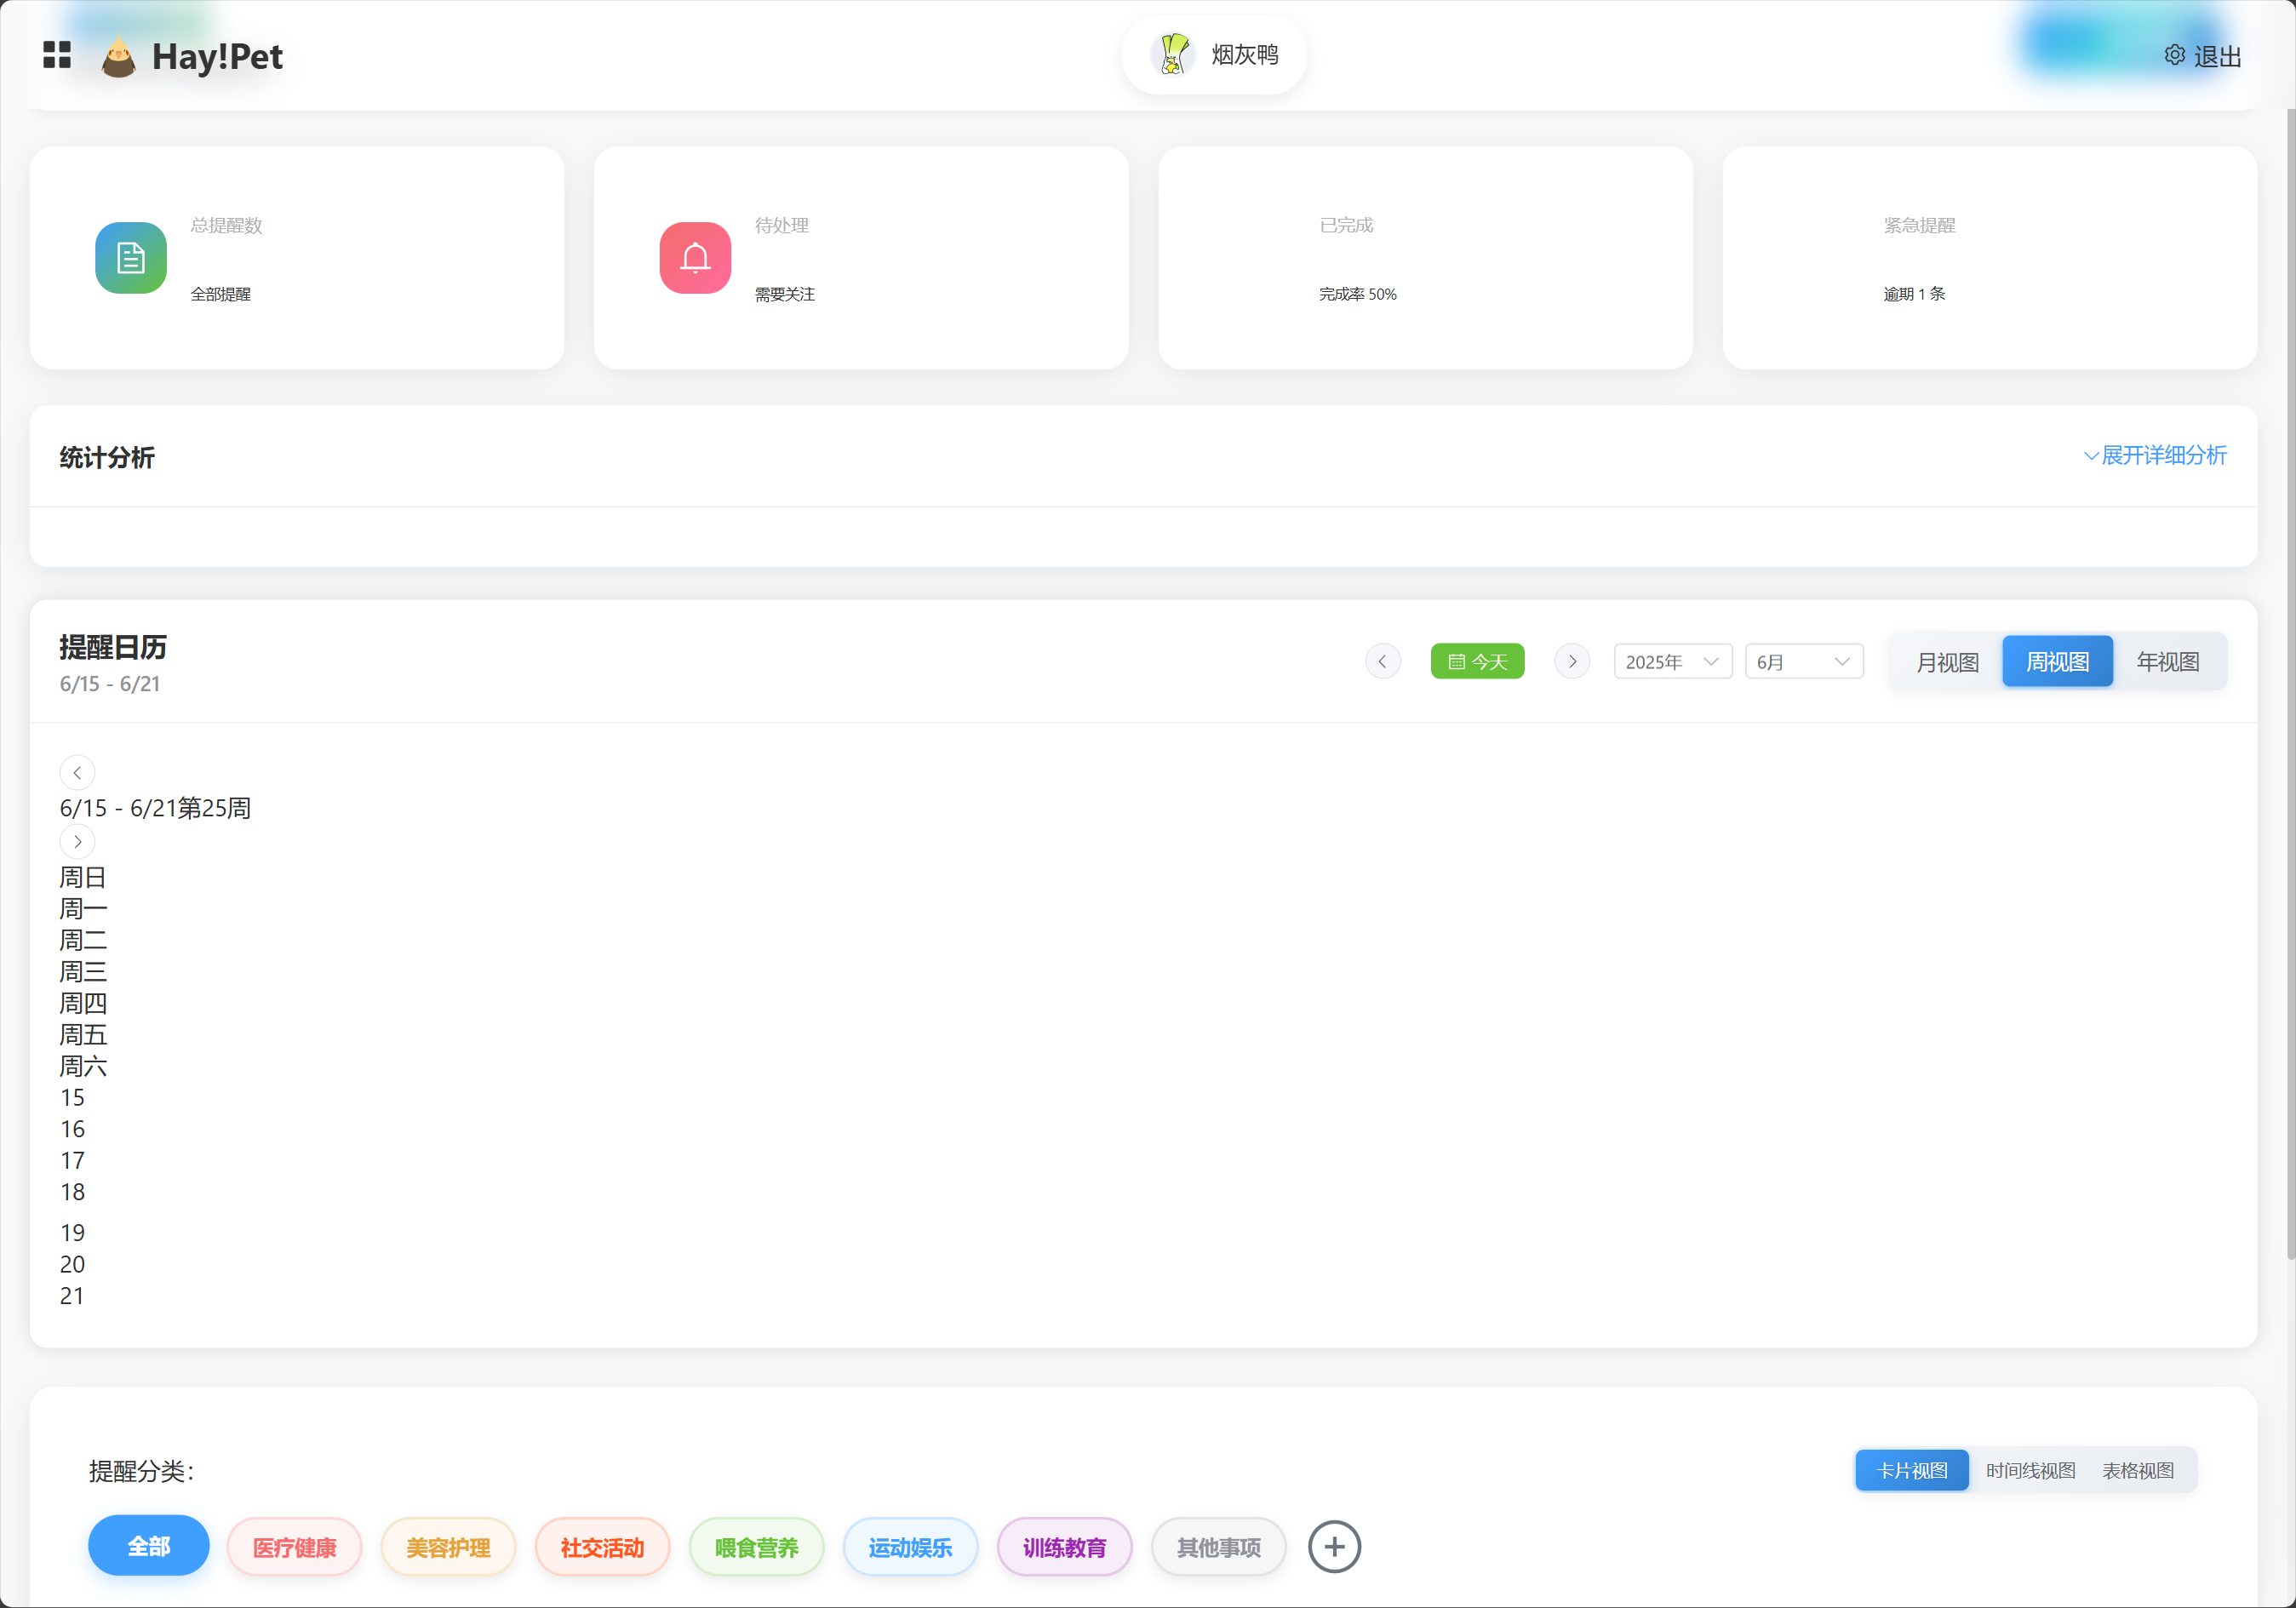 Hay!Pet
烟灰鸭
退出
总提醒数
全部提醒
待处理
需要关注
已完成
完成率 50%
紧急提醒
逾期 1 条
统计分析
展开详细分析
提醒日历
6/15 - 6/21
今天
2025年
6月
月视图
周视图
年视图
6/15 - 6/21第25周
周日
周一
周二
周三
周四
周五
周六
15
16
17
18
19
20
21
提醒分类：
卡片视图
时间线视图
表格视图
全部
医疗健康
美容护理
社交活动
喂食营养
运动娱乐
训练教育
其他事项